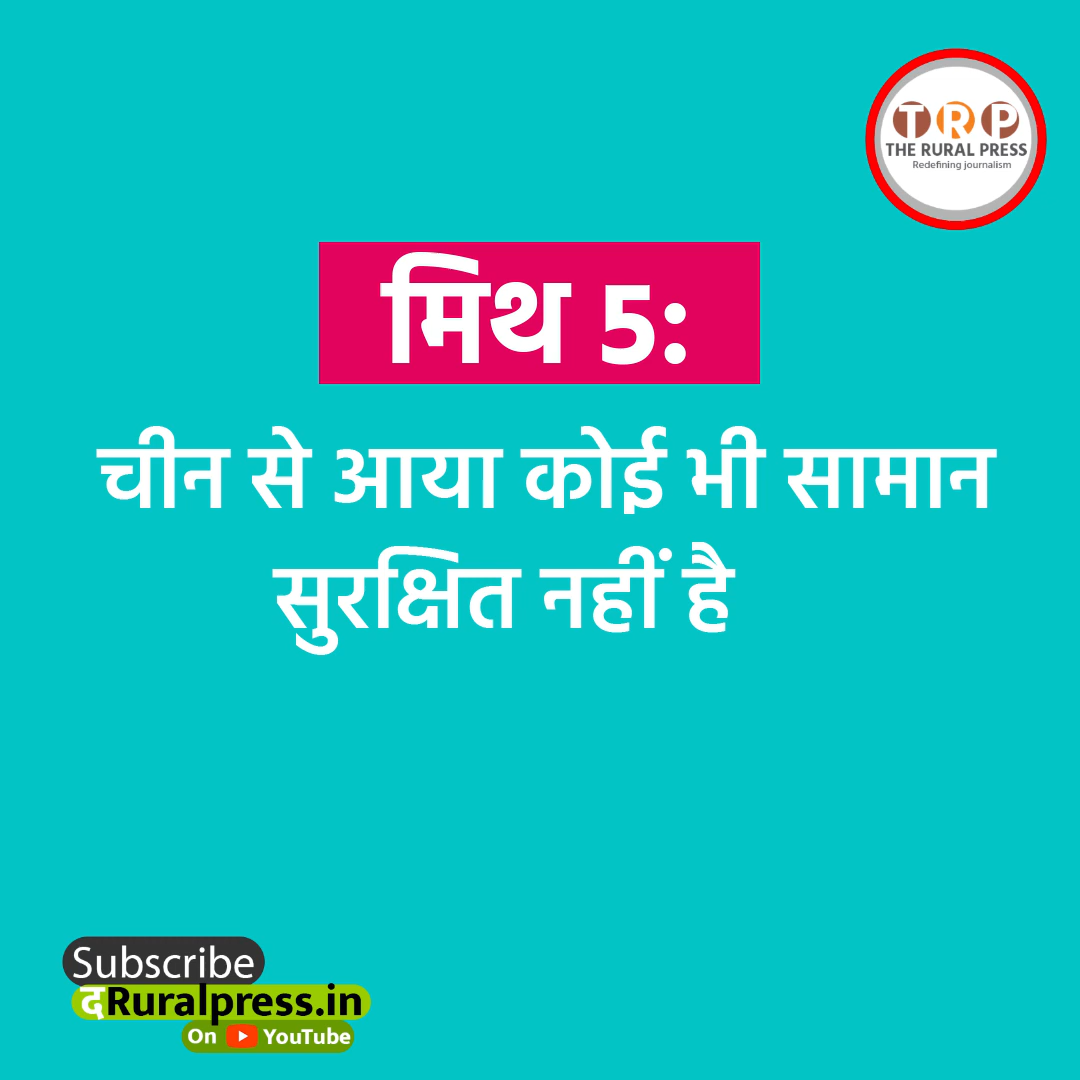 TRP
THE RURAL PRESS
Redefining journalism
मिथ 5:
चीन से आया कोई भी सामान
सुरक्षित नहीं है
Subscribe
दRuralpress.in
On YouTube